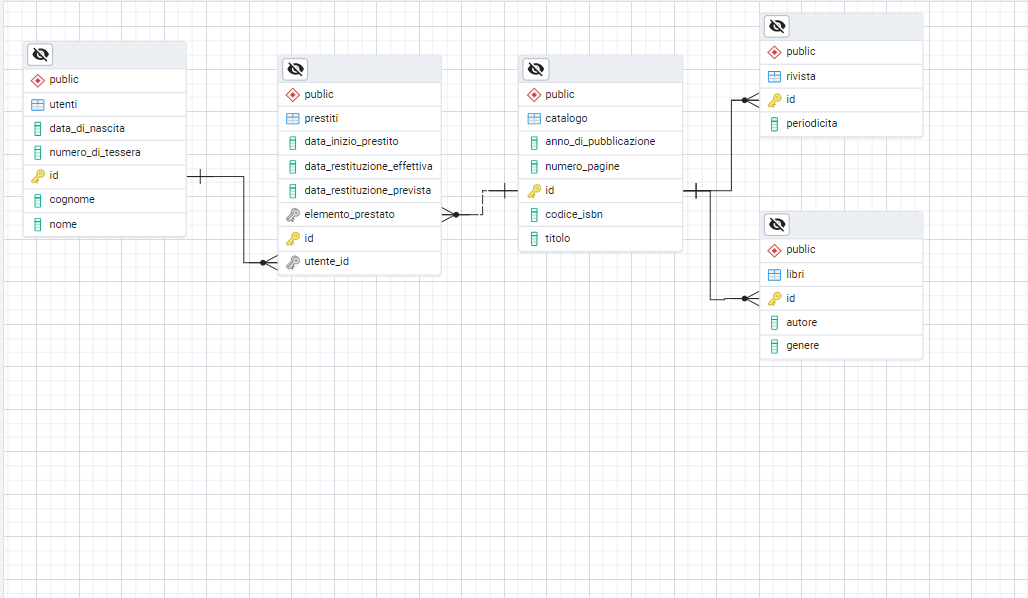 public
utenti
data_di_nascita
numero_di_tessera
id
cognome
nome
public
prestiti
data_inizio_prestito
data_restituzione_effettiva
data_restituzione_prevista
elemento_prestato
id
utente_id
public
catalogo
anno_di_pubblicazione
numero_pagine
id
codice_isbn
titolo
public
rivista
id
periodicita
public
libri
id
autore
genere